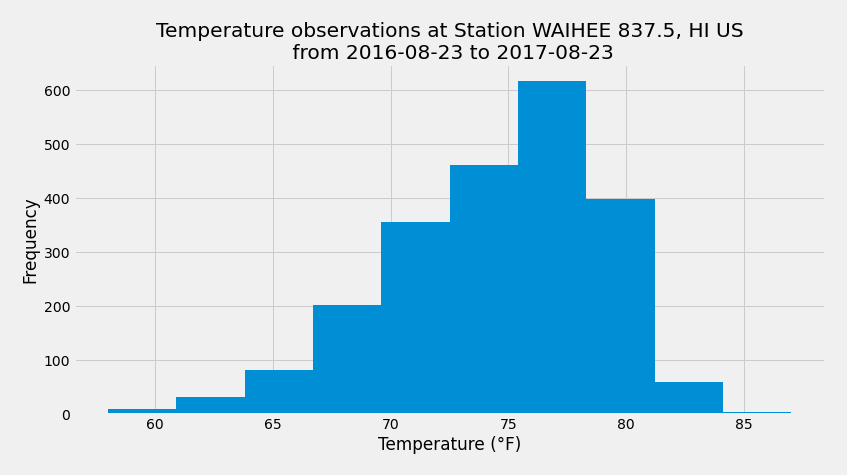 Temperature observations at Station WAIHEE 837.5, HI US
from 2016-08-23 to 2017-08-23
600
500
400
300
200
100
0
Frequency
60 65 70 75 80 85
Temperature (°F)